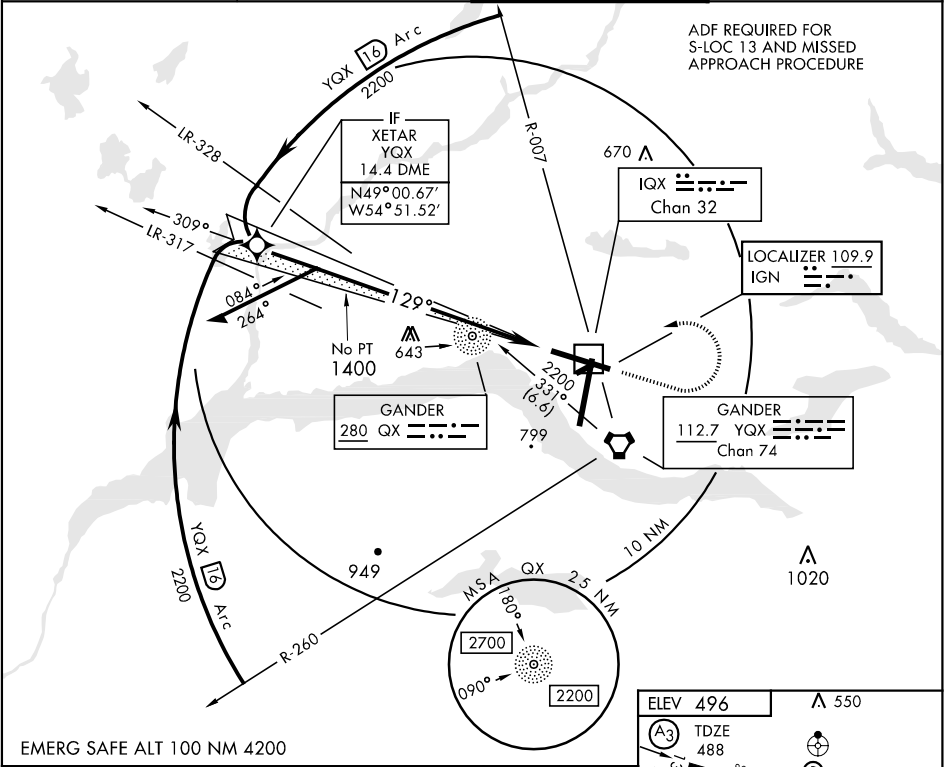 ADF REQUIRED FOR
S-LOC 13 AND MISSED
APPROACH PROCEDURE
YQX 16 Arc
2200
LR-328
IF
XETAR
YQX
14.4 DME
N49°00.67'
W54°51.52'
R-007
670
IQX
Chan 32
309°
LR-317
LOCALIZER 109.9
IGN
084°
264°
129°
No PT
1400
643
2200
331°
(6.6)
GANDER
280 QX
799
GANDER
112.7 YQX
Chan 74
YQX 16 Arc
2200
949
10 NM
1020
R-260
MSA QX 25 NM
180°
2700
090°
2200
ELEV 496
550
A3 TDZE
488
EMERG SAFE ALT 100 NM 4200